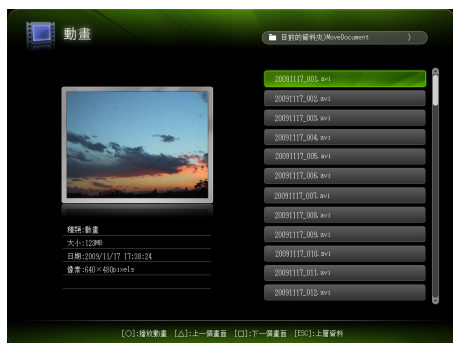 動畫
目前的資料夾)MoveDocument 〉
20091117_001.avi
20091117_002.avi
20091117_003.avi
20091117_004.avi
20091117_005.avi
20091117_006.avi
20091117_007.avi
20091117_008.avi
20091117_009.avi
20091117_010.avi
20091117_011.avi
20091117_012.avi
種類:動畫
大小:123MB
日期:2009/11/17 17:38:24
像素:640×480pixels
[○]:播放動畫 [△]:上一個畫面 [□]:下一個畫面 [ESC]:上層資料